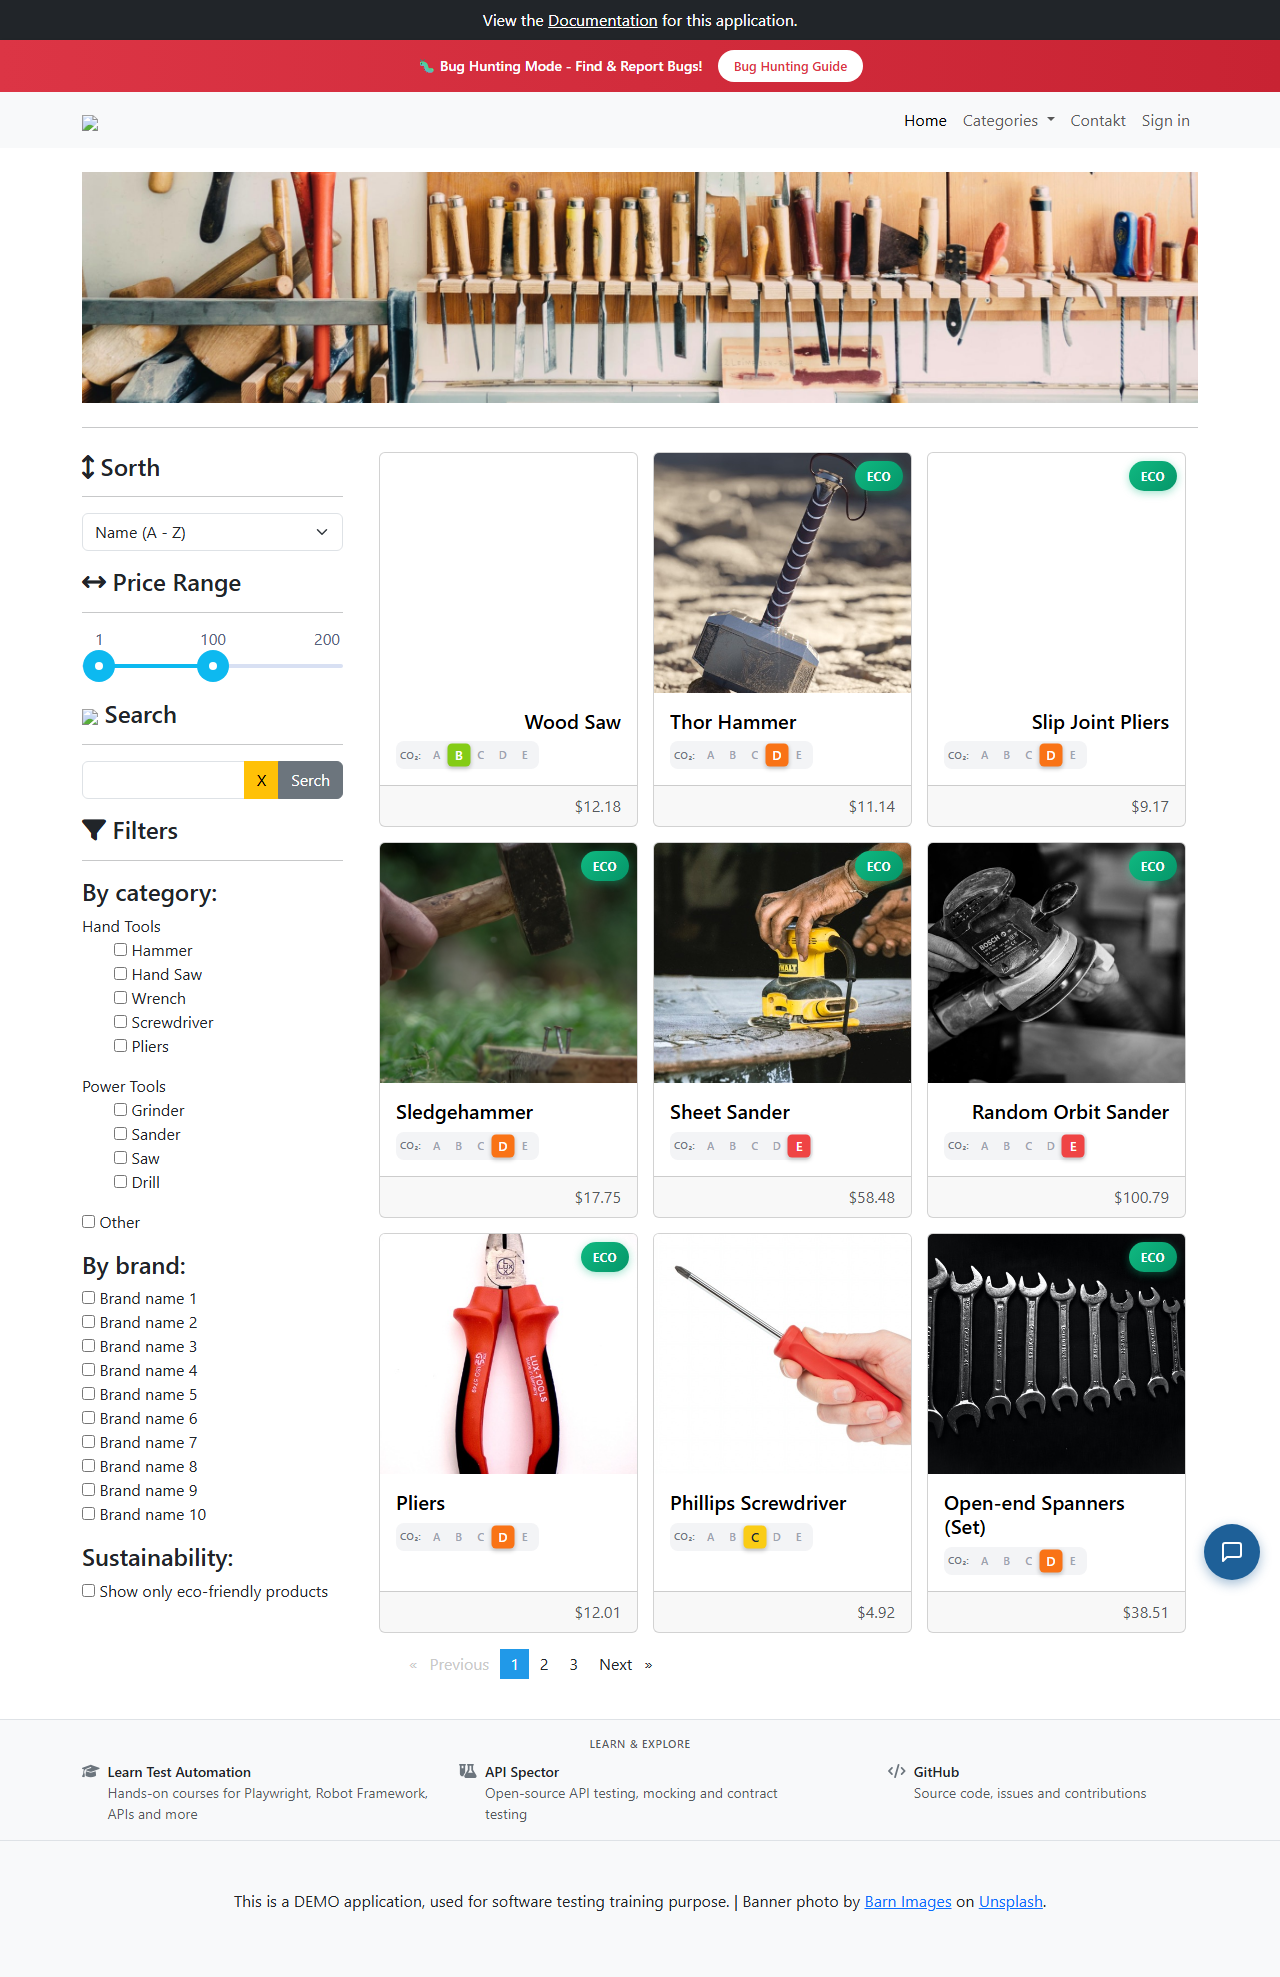 View the Documentation for this application.
🐛 Bug Hunting Mode - Find & Report Bugs! Bug Hunting Guide
Home Categories Contakt Sign in
Sorth
Name (A - Z)
Price Range
1 100 200
Search
X Serch
Filters
By category:
Hand Tools
Hammer
Hand Saw
Wrench
Screwdriver
Pliers
Power Tools
Grinder
Sander
Saw
Drill
Other
By brand:
Brand name 1
Brand name 2
Brand name 3
Brand name 4
Brand name 5
Brand name 6
Brand name 7
Brand name 8
Brand name 9
Brand name 10
Sustainability:
Show only eco-friendly products
Wood Saw
CO₂: A B C D E
$12.18
ECO
Thor Hammer
CO₂: A B C D E
$11.14
ECO
Slip Joint Pliers
CO₂: A B C D E
$9.17
ECO
Sledgehammer
CO₂: A B C D E
$17.75
ECO
Sheet Sander
CO₂: A B C D E
$58.48
ECO
BOSCH
Random Orbit Sander
CO₂: A B C D E
$100.79
ECO
LUX-TOOLS
Pliers
CO₂: A B C D E
$12.01
Phillips Screwdriver
CO₂: A B C D E
$4.92
ECO
Open-end Spanners
(Set)
CO₂: A B C D E
$38.51
« Previous 1 2 3 Next »
LEARN & EXPLORE
Learn Test Automation
Hands-on courses for Playwright, Robot Framework,
APIs and more
API Spector
Open-source API testing, mocking and contract
testing
GitHub
Source code, issues and contributions
This is a DEMO application, used for software testing training purpose. | Banner photo by Barn Images on Unsplash.